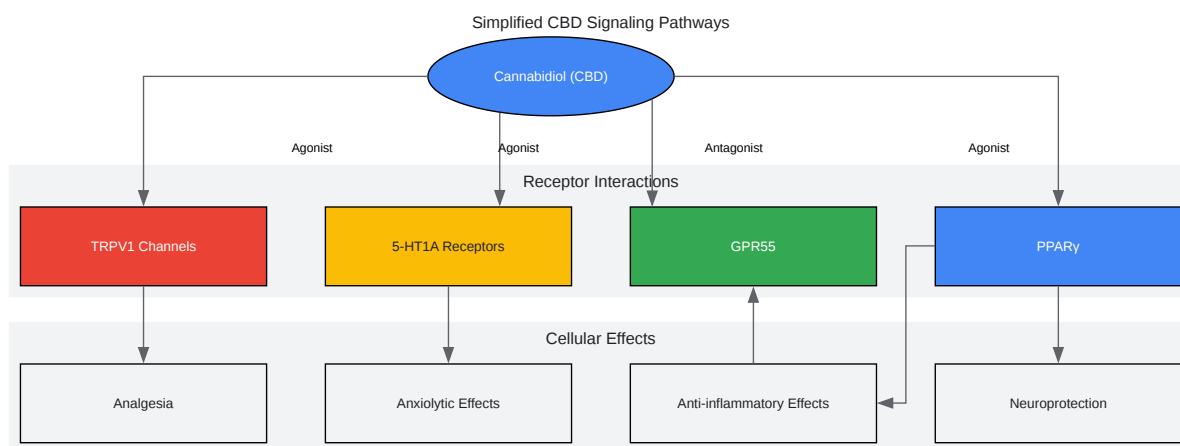 Simplified CBD Signaling Pathways
Cannabidiol (CBD)
Agonist
Agonist
Antagonist
Agonist
Receptor Interactions
TRPV1 Channels
5-HT1A Receptors
GPR55
PPARγ
Cellular Effects
Analgesia
Anxiolytic Effects
Anti-inflammatory Effects
Neuroprotection